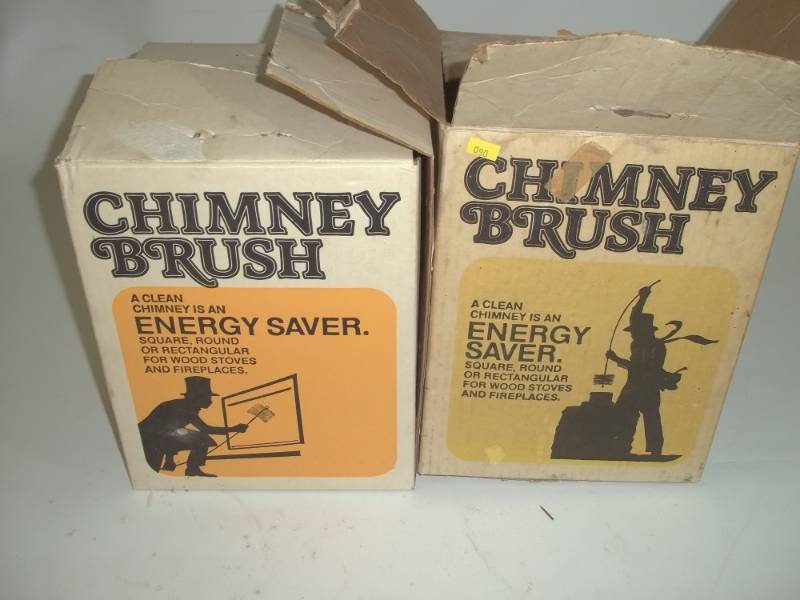 CHIMNEY
BRUSH
A CLEAN
CHIMNEY IS AN
ENERGY SAVER.
SQUARE, ROUND
OR RECTANGULAR
FOR WOOD STOVES
AND FIREPLACES.
090
CHIMNEY
BRUSH
A CLEAN
CHIMNEY IS AN
ENERGY
SAVER.
SQUARE, ROUND
OR RECTANGULAR
FOR WOOD STOVES
AND FIREPLACES.